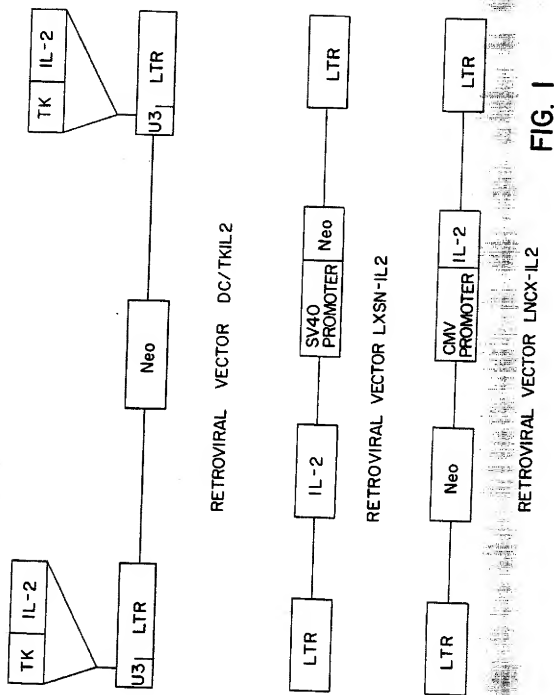 TK IL-2 TK IL-2
U3 LTR Neo U3 LTR
RETROVIRAL VECTOR DC/TKIL2
LTR IL-2 SV40 PROMOTER Neo LTR
RETROVIRAL VECTOR LXSN-IL2
LTR Neo CMV PROMOTER IL-2 LTR
RETROVIRAL VECTOR LNCX-IL2
FIG. 1